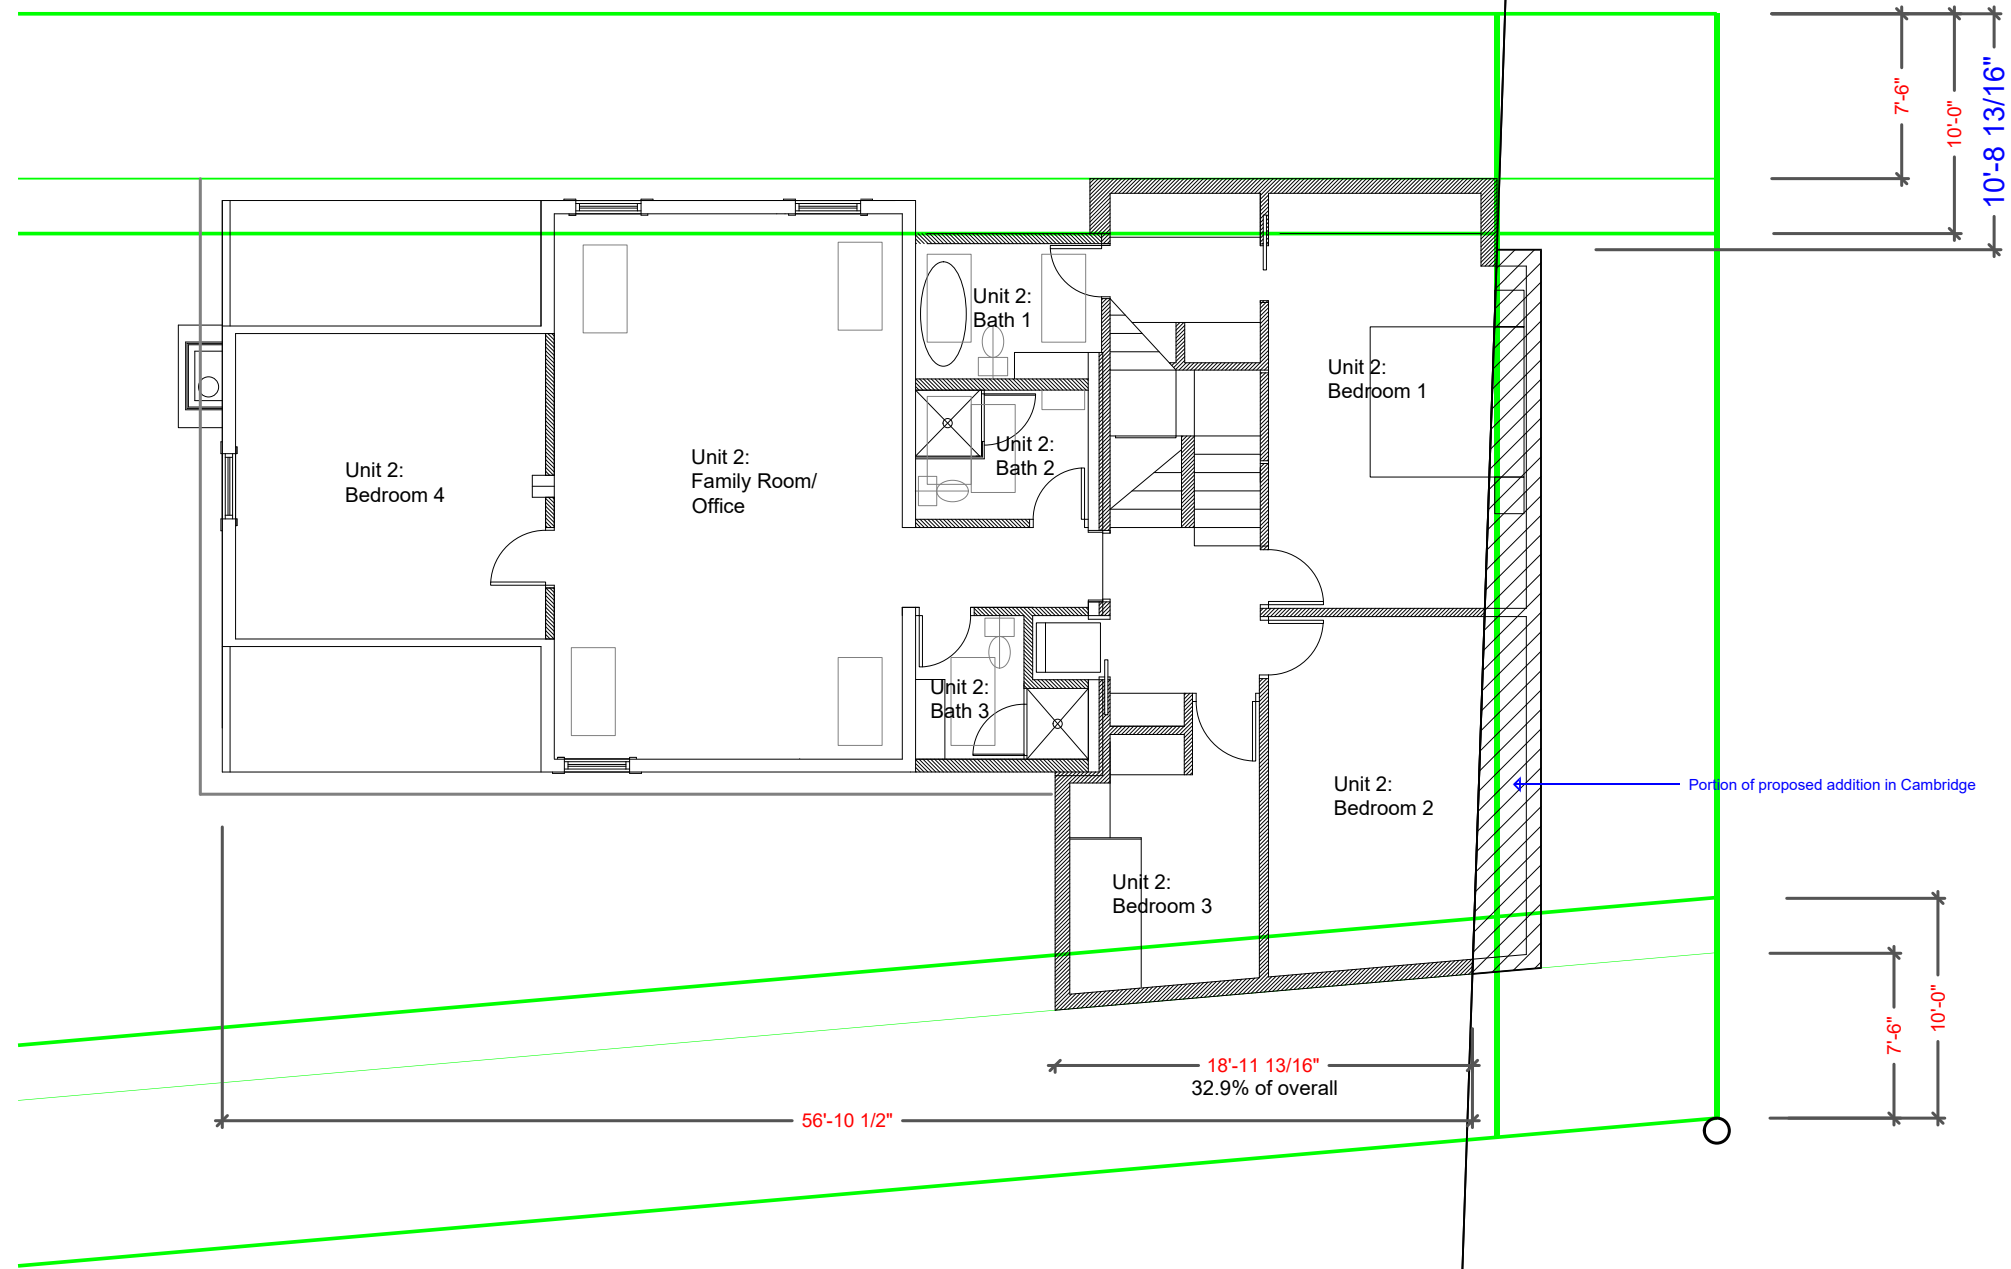 7'-6"
10'-0"
10'-8 13/16"
Unit 2:
Bath 1
Unit 2:
Bedroom 1
Unit 2:
Bath 2
Unit 2:
Family Room/
Office
Unit 2:
Bedroom 4
Unit 2:
Bath 3
Unit 2:
Bedroom 2
Portion of proposed addition in Cambridge
Unit 2:
Bedroom 3
10'-0"
7'-6"
18'-11 13/16"
32.9% of overall
56'-10 1/2"